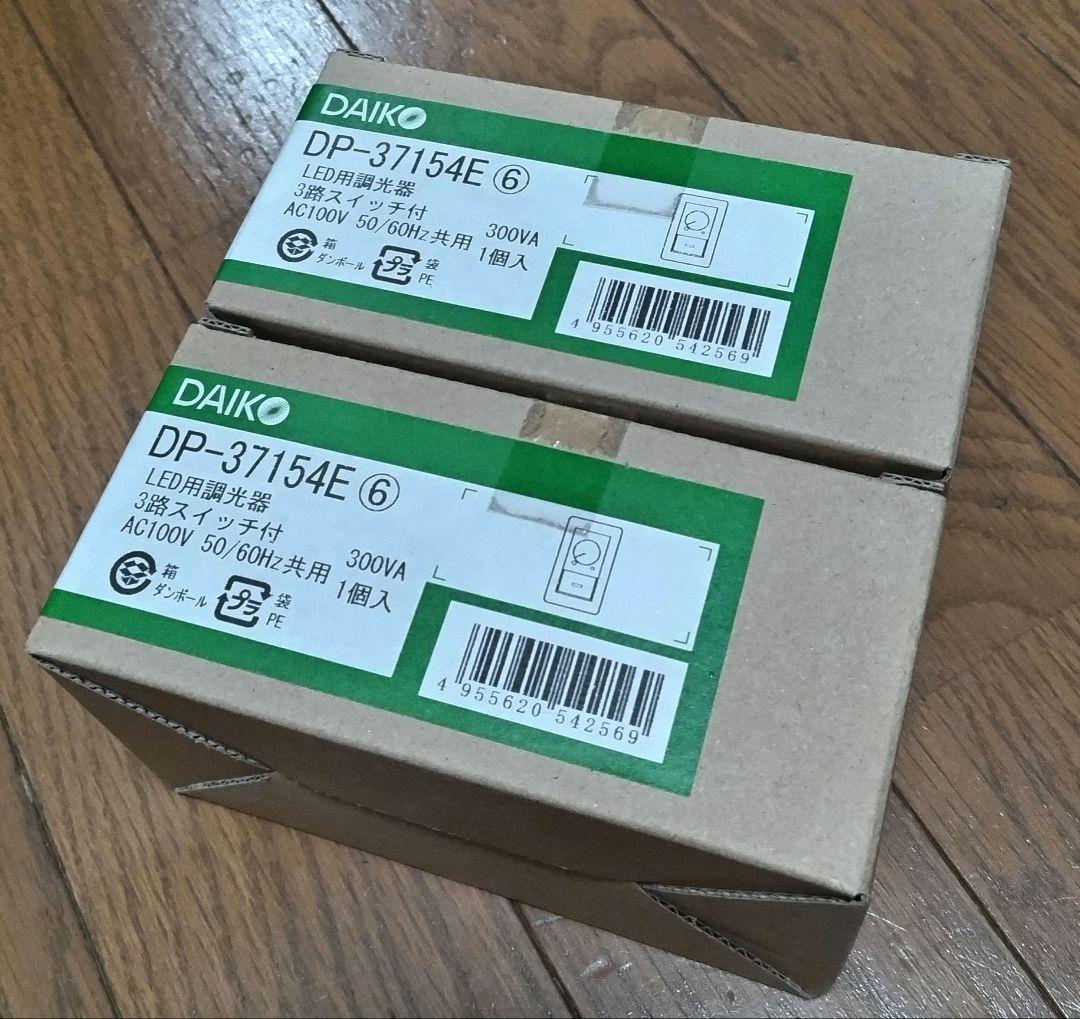 DAIKO
DP-37154E ⑥
LED用調光器
3路スイッチ付
AC100V 50/60Hz共用 300VA
1個入
箱
ダンボール
プラ
袋
PE
4 955620 542569
DAIKO
DP-37154E ⑥
LED用調光器
3路スイッチ付
AC100V 50/60Hz共用 300VA
1個入
箱
ダンボール
プラ
袋
PE
4 955620 542569